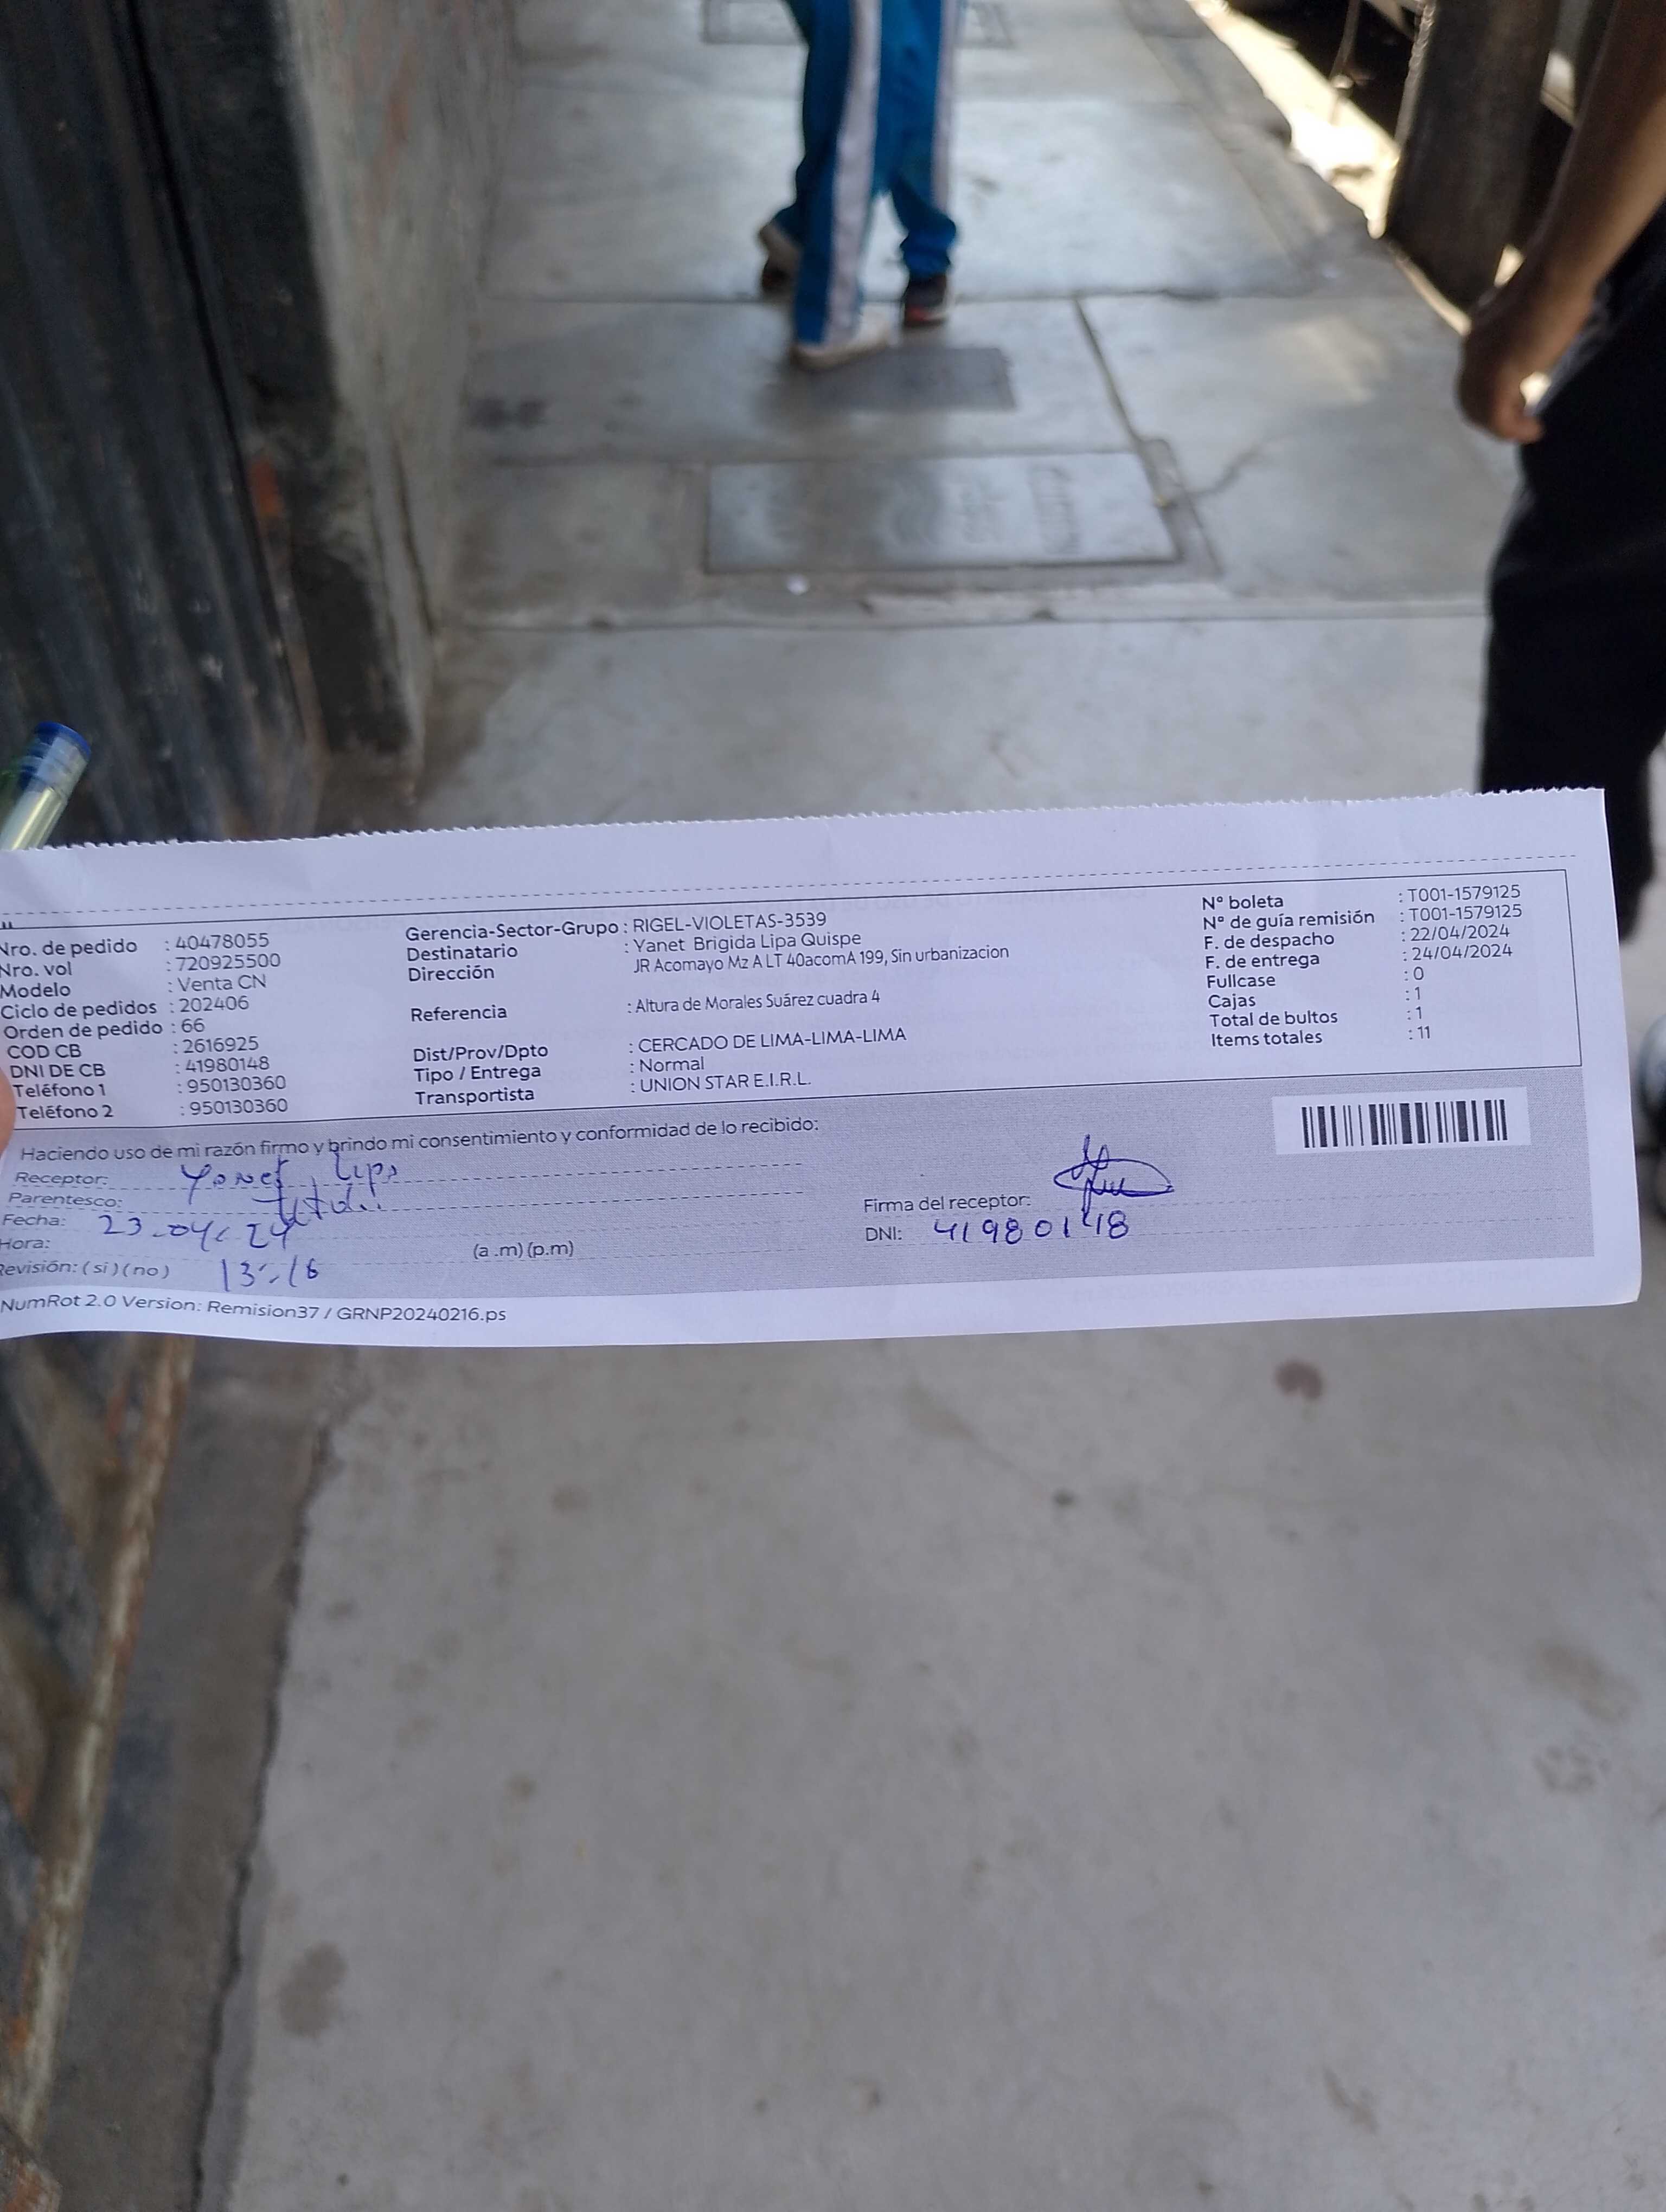 Nro. de pedido : 40478055
Nro. vol : 720925500
Modelo : Venta CN
Ciclo de pedidos : 202406
Orden de pedido : 66
COD CB : 2616925
DNI DE CB : 41980148
Teléfono 1 : 950130360
Teléfono 2 : 950130360
Gerencia-Sector-Grupo : RIGEL-VIOLETAS-3539
Destinatario : Yanet Brigida Lipa Quispe
Dirección JR Acomayo Mz A LT 40acomA 199, Sin urbanizacion
Referencia : Altura de Morales Suárez cuadra 4
Dist/Prov/Dpto : CERCADO DE LIMA-LIMA-LIMA
Tipo / Entrega : Normal
Transportista : UNION STAR E.I.R.L.
N° boleta : T001-1579125
N° de guía remisión : T001-1579125
F. de despacho : 22/04/2024
F. de entrega : 24/04/2024
Fullcase : 0
Cajas : 1
Total de bultos : 1
Items totales : 11
Haciendo uso de mi razón firmo y brindo mi consentimiento y conformidad de lo recibido:
Receptor: Yanet Lipa
Parentesco:
Fecha: 23-04-24
Hora: 13:16 (a .m) (p.m)
Revisión: ( si ) ( no )
Firma del receptor:
DNI: 41980148
NumRot 2.0 Version: Remision37 / GRNP20240216.ps